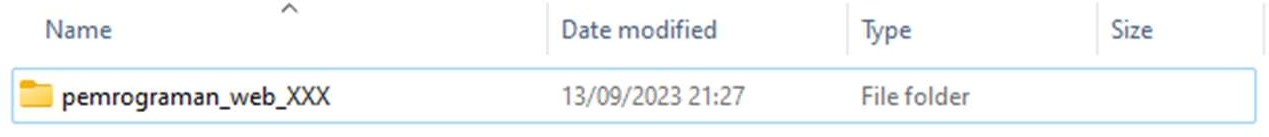 Name Date modified Type Size
pemrograman_web_XXX 13/09/2023 21:27 File folder